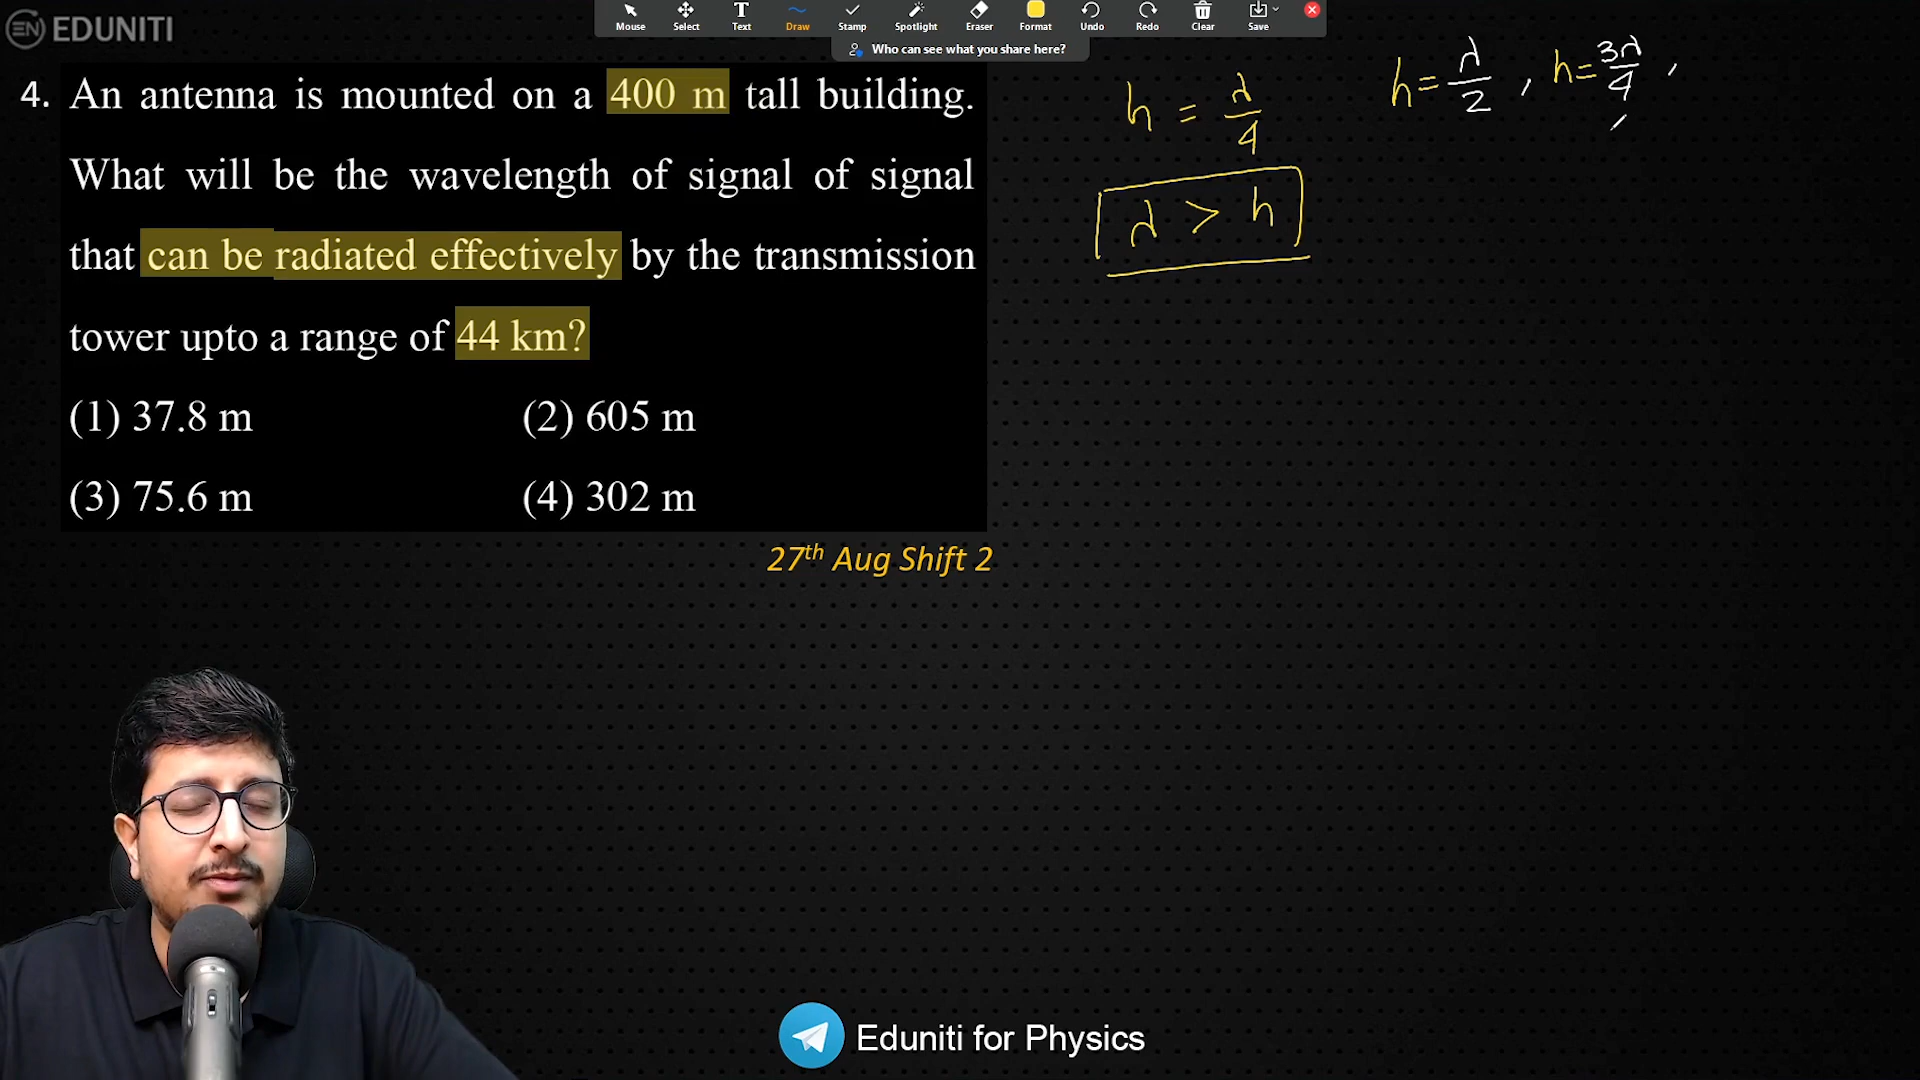 EN EDUNITI
Mouse Select Text Draw Stamp Spotlight Eraser Format Undo Redo Clear Save
Who can see what you share here?
4. An antenna is mounted on a 400 m tall building.
What will be the wavelength of signal of signal
that can be radiated effectively by the transmission
tower upto a range of 44 km?
(1) 37.8 m (2) 605 m
(3) 75.6 m (4) 302 m
27th Aug Shift 2
h = λ/4
λ > h
h = λ/2 , h = 3λ/4 ,
Eduniti for Physics